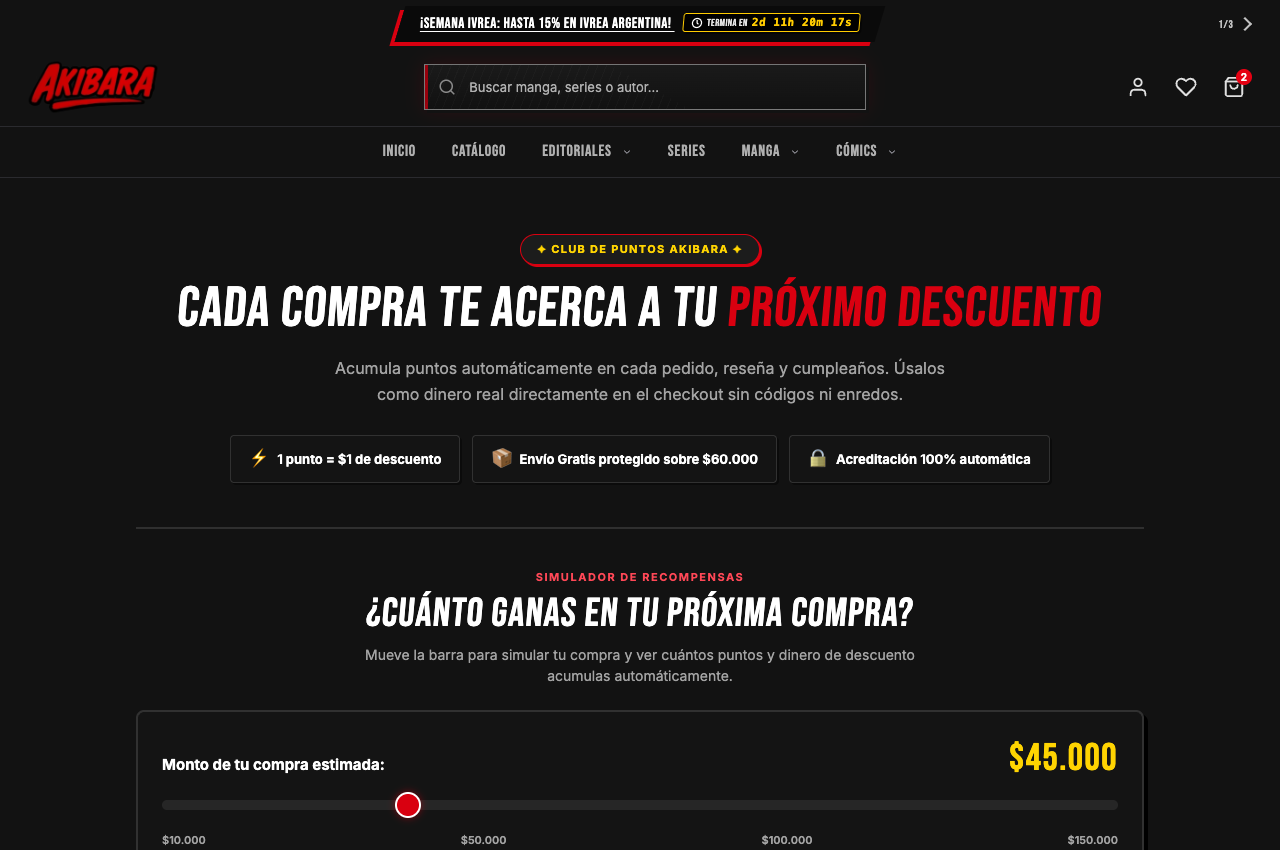 ¡SEMANA IVREA: HASTA 15% EN IVREA ARGENTINA! TERMINA EN 2d 11h 20m 17s
1/3
AKIBARA
Buscar manga, series o autor...
2
INICIO CATÁLOGO EDITORIALES SERIES MANGA CÓMICS
✦ CLUB DE PUNTOS AKIBARA ✦
CADA COMPRA TE ACERCA A TU PRÓXIMO DESCUENTO
Acumula puntos automáticamente en cada pedido, reseña y cumpleaños. Úsalos
como dinero real directamente en el checkout sin códigos ni enredos.
⚡ 1 punto = $1 de descuento
📦 Envío Gratis protegido sobre $60.000
🔒 Acreditación 100% automática
SIMULADOR DE RECOMPENSAS
¿CUÁNTO GANAS EN TU PRÓXIMA COMPRA?
Mueve la barra para simular tu compra y ver cuántos puntos y dinero de descuento
acumulas automáticamente.
Monto de tu compra estimada: $45.000
$10.000 $50.000 $100.000 $150.000